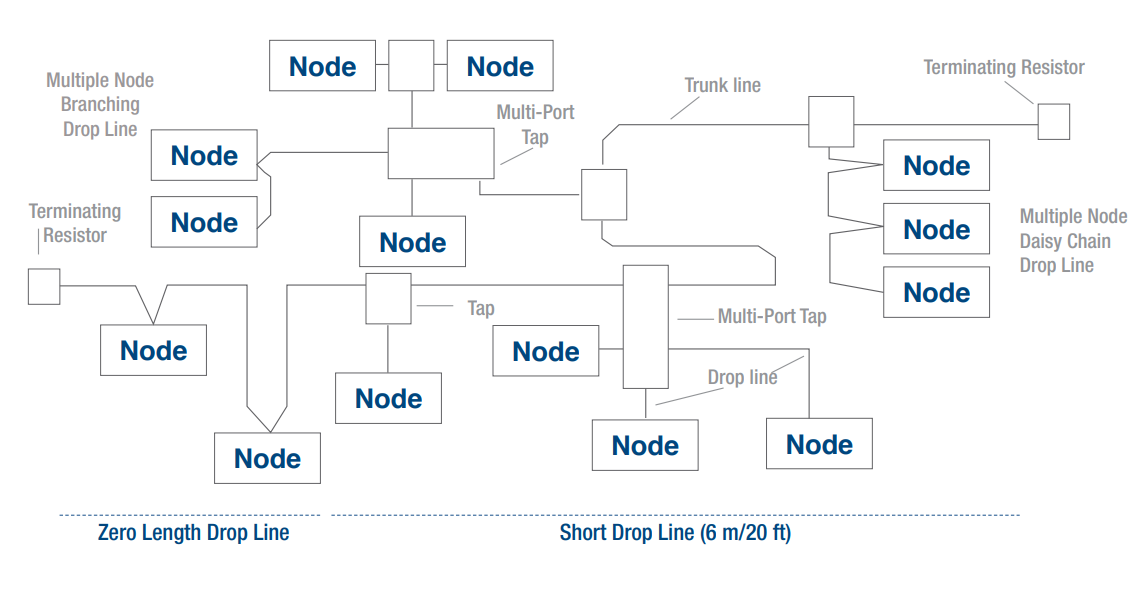 Node
Node
Multiple Node
Branching
Drop Line
Multi-Port
Tap
Trunk line
Terminating Resistor
Node
Node
Node
Terminating
Resistor
Node
Node
Node
Node
Multiple Node
Daisy Chain
Drop Line
Tap
Multi-Port Tap
Node
Node
Drop line
Node
Node
Node
Node
Zero Length Drop Line
Short Drop Line (6 m/20 ft)